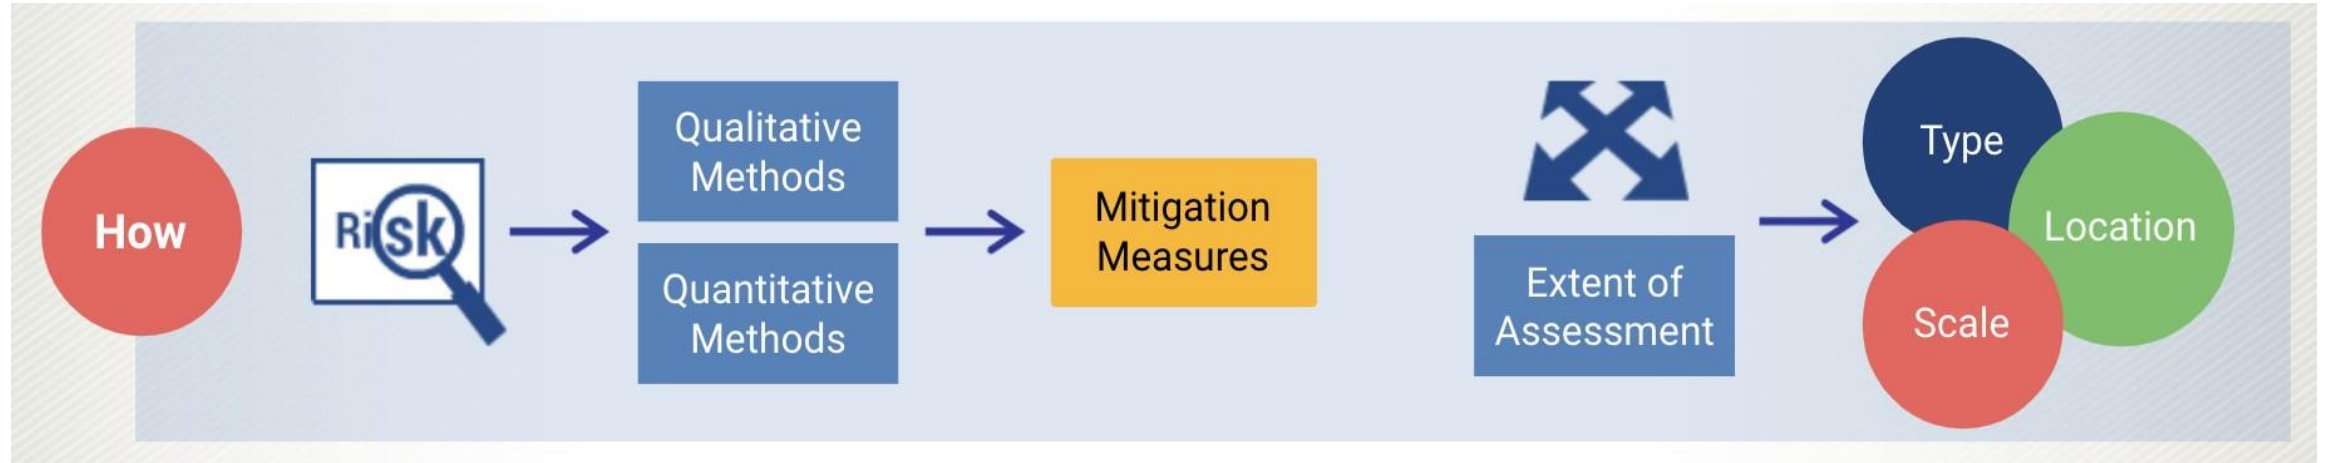 How
Risk
Qualitative
Methods
Quantitative
Methods
Mitigation
Measures
Extent of
Assessment
Type
Location
Scale